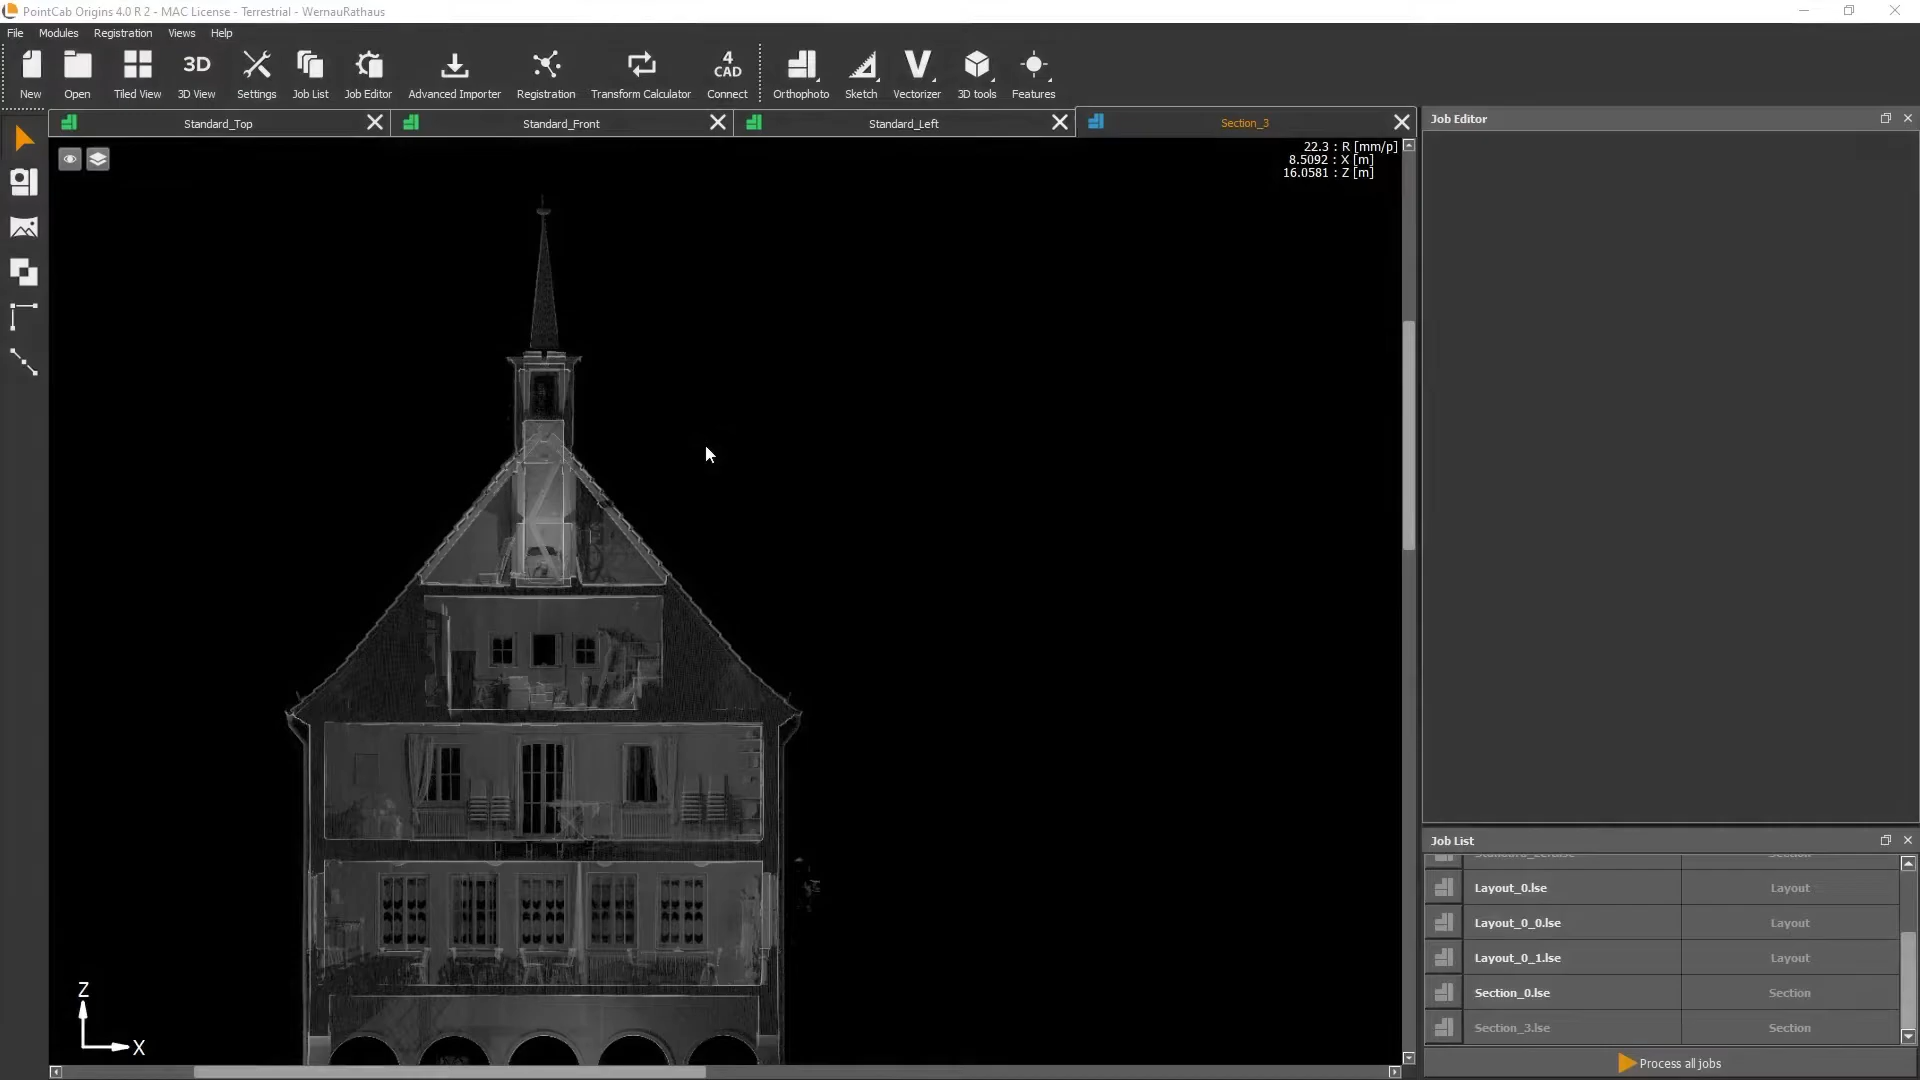 PointCab Origins 4.0 R 2 - MAC License - Terrestrial - WernauRathaus
File Modules Registration Views Help
3D
4
CAD
New Open Tiled View 3D View Settings Job List Job Editor Advanced Importer Registration Transform Calculator Connect Orthophoto Sketch Vectorizer 3D tools Features
Standard_Top Standard_Front Standard_Left Section_3
Job Editor
22.3 : R [mm/p]
8.5092 : X [m]
16.0581 : Z [m]
Z
X
Job List
Layout_0.lse Layout
Layout_0_0.lse Layout
Layout_0_1.lse Layout
Section_0.lse Section
Section_3.lse Section
Process all jobs